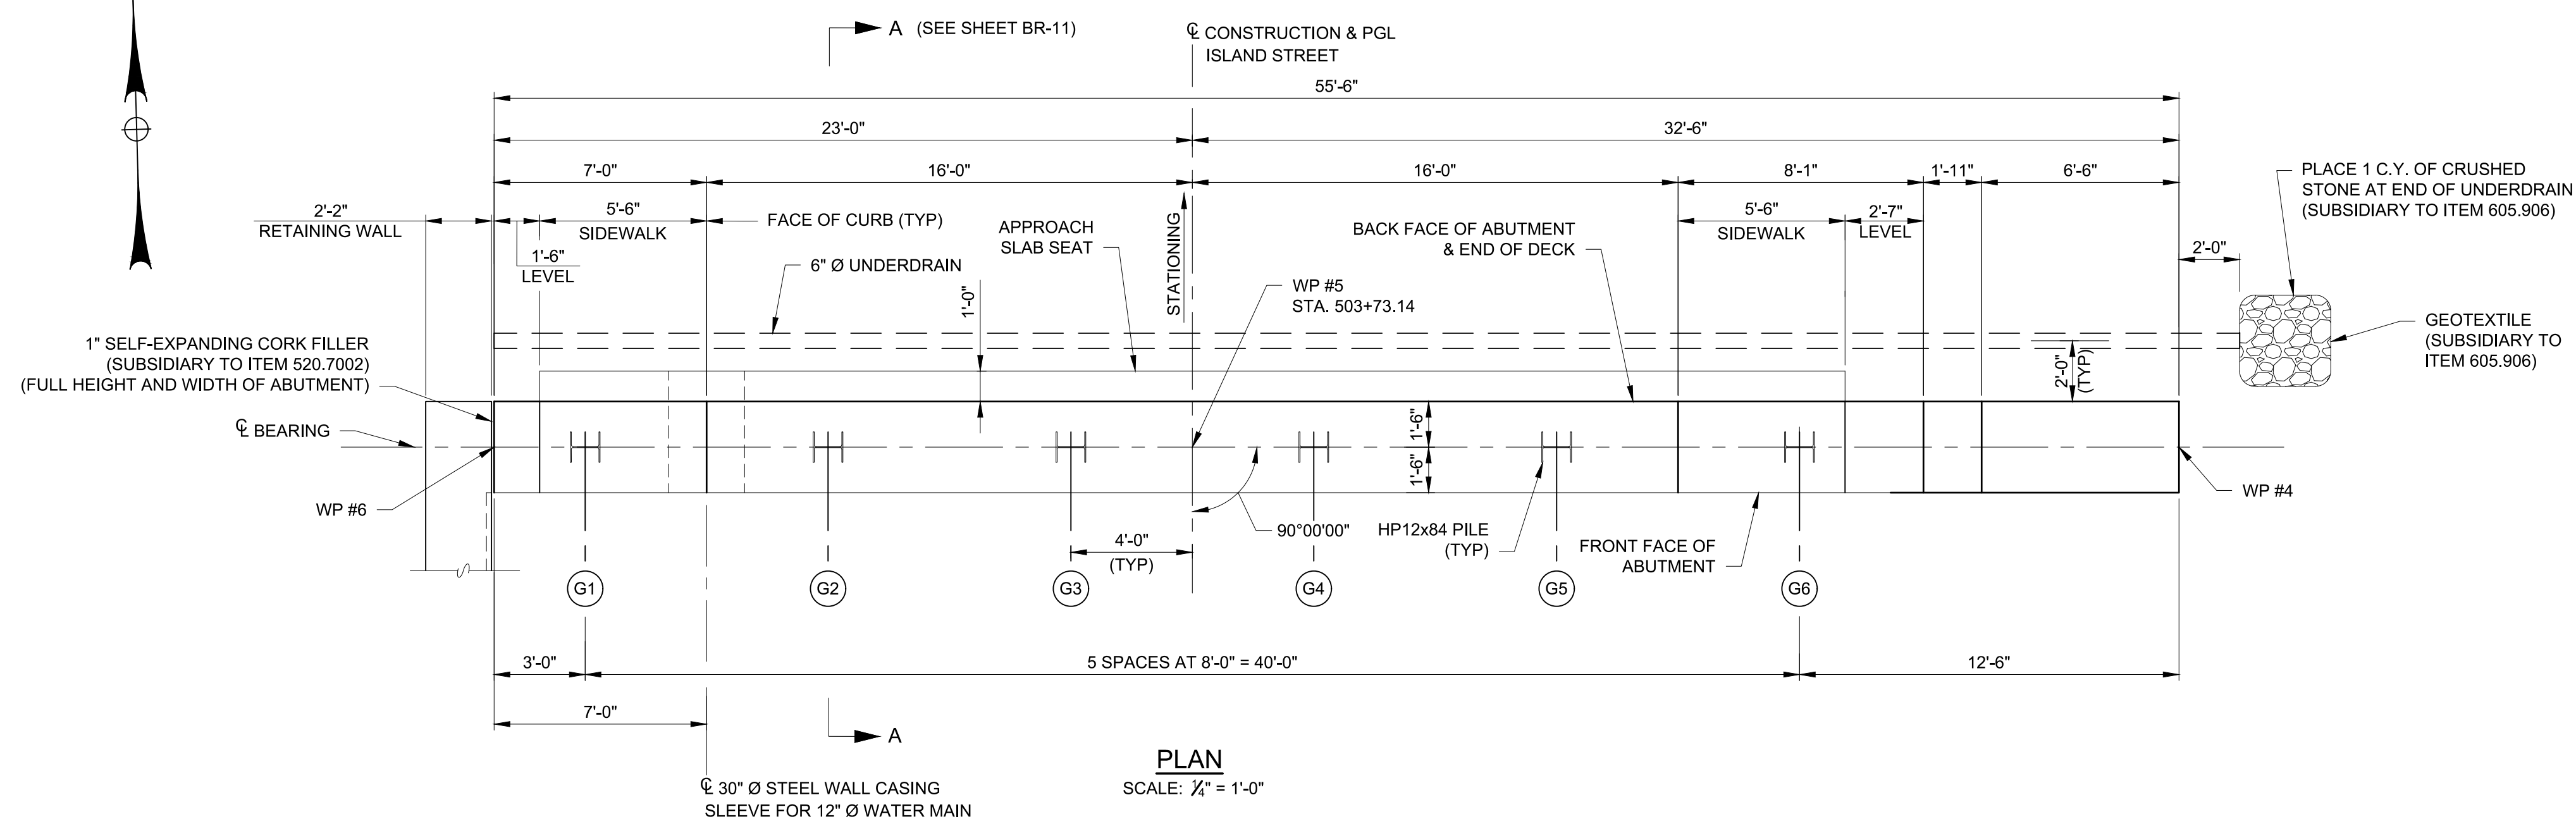 A (SEE SHEET BR-11)
℄ CONSTRUCTION & PGL
ISLAND STREET
55'-6"
23'-0"
32'-6"
7'-0"
16'-0"
16'-0"
8'-1"
1'-11"
6'-6"
PLACE 1 C.Y. OF CRUSHED
STONE AT END OF UNDERDRAIN
(SUBSIDIARY TO ITEM 605.906)
2'-2"
RETAINING WALL
5'-6"
SIDEWALK
FACE OF CURB (TYP)
APPROACH
SLAB SEAT
STATIONING
BACK FACE OF ABUTMENT
& END OF DECK
5'-6"
SIDEWALK
2'-7"
LEVEL
2'-0"
1'-6"
LEVEL
6" Ø UNDERDRAIN
1'-0"
WP #5
STA. 503+73.14
GEOTEXTILE
(SUBSIDIARY TO
ITEM 605.906)
1" SELF-EXPANDING CORK FILLER
(SUBSIDIARY TO ITEM 520.7002)
(FULL HEIGHT AND WIDTH OF ABUTMENT)
2'-0"
(TYP)
℄ BEARING
1'-6"
1'-6"
WP #6
WP #4
90°00'00"
HP12x84 PILE
(TYP)
FRONT FACE OF
ABUTMENT
4'-0"
(TYP)
G1
G2
G3
G4
G5
G6
3'-0"
5 SPACES AT 8'-0" = 40'-0"
12'-6"
7'-0"
A
℄ 30" Ø STEEL WALL CASING
SLEEVE FOR 12" Ø WATER MAIN
PLAN
SCALE: ¼" = 1'-0"